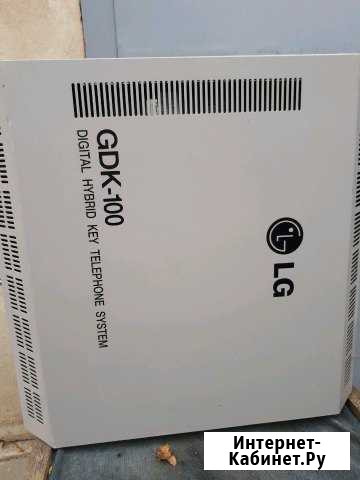 GDK-100
DIGITAL HYBRID KEY TELEPHONE SYSTEM
LG
Интернет-
Кабинет.Ру